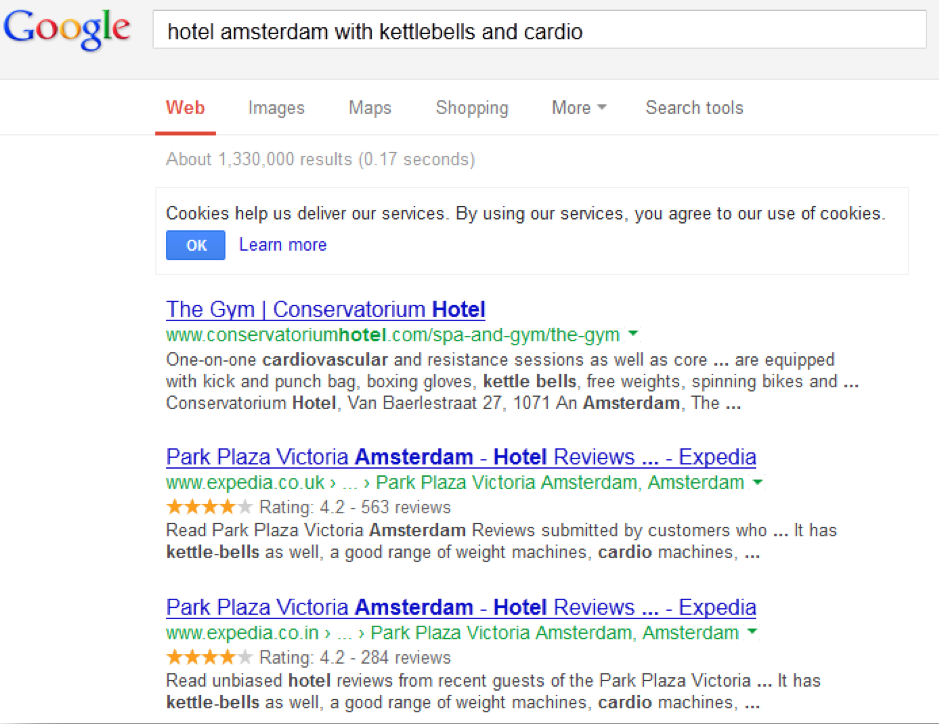 Google
hotel amsterdam with kettlebells and cardio
Web Images Maps Shopping More Search tools
About 1,330,000 results (0.17 seconds)
Cookies help us deliver our services. By using our services, you agree to our use of cookies.
OK Learn more
The Gym | Conservatorium Hotel
www.conservatoriumhotel.com/spa-and-gym/the-gym
One-on-one cardiovascular and resistance sessions as well as core ... are equipped
with kick and punch bag, boxing gloves, kettle bells, free weights, spinning bikes and ...
Conservatorium Hotel, Van Baerlestraat 27, 1071 An Amsterdam, The ...
Park Plaza Victoria Amsterdam - Hotel Reviews ... - Expedia
www.expedia.co.uk › ... › Park Plaza Victoria Amsterdam, Amsterdam
Rating: 4.2 - 563 reviews
Read Park Plaza Victoria Amsterdam Reviews submitted by customers who ... It has
kettle-bells as well, a good range of weight machines, cardio machines, ...
Park Plaza Victoria Amsterdam - Hotel Reviews ... - Expedia
www.expedia.co.in › ... › Park Plaza Victoria Amsterdam, Amsterdam
Rating: 4.2 - 284 reviews
Read unbiased hotel reviews from recent guests of the Park Plaza Victoria ... It has
kettle-bells as well, a good range of weight machines, cardio machines, ...